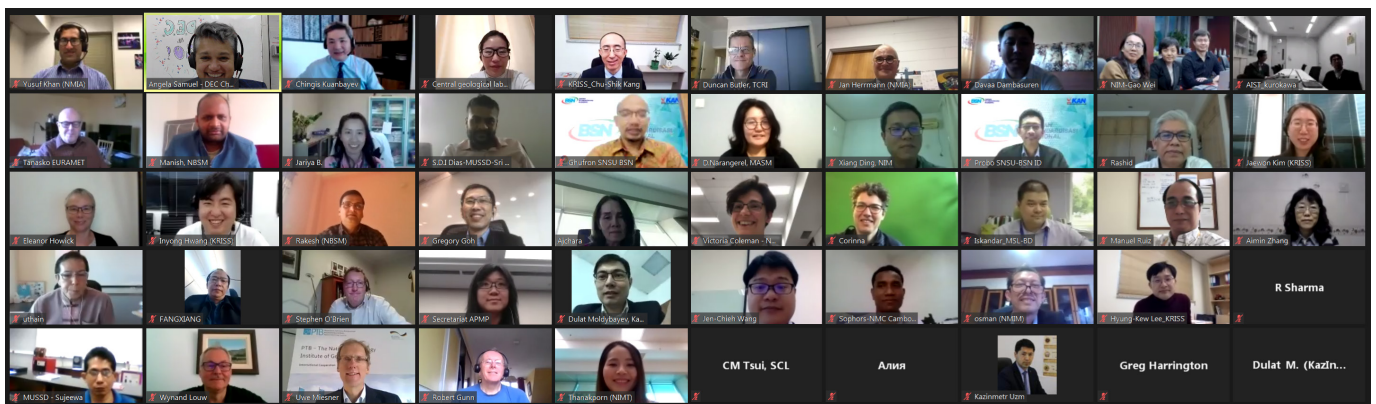 Yusuf Khan (NMIA)
Angela Samuel - DEC Ch...
Chingis Kuanbayev
Central geological lab...
KRISS_Chu-Shik Kang
Duncan Butler, TCRI
Jan Herrmann (NMIA)
Davaa Dambasuren
NIM-Gao Wei
AIST_kurokawa
Tanasko EURAMET
Manish, NBSM
Jariya B.
S.D.I Dias-MUSSD-Sri ...
BSN
Ghufron SNSU BSN
D.Narangerel, MASM
Xiang Ding, NIM
BSN
Probo SNSU-BSN ID
Rashid
Jaewon Kim (KRISS)
Eleanor Howick
Inyong Hwang (KRISS)
Rakesh (NBSM)
Gregory Goh
Ajchara
Victoria Coleman - N...
Corinna
Iskandar_MSL-BD
Manuel Ruiz
Aimin Zhang
uthain
FANGXIANG
Stephen O'Brien
Secretariat APMP
Dulat Moldybayev, Ka...
Jen-Chieh Wang
Sophors-NMC Cambo...
osman (NMIM)
Hyung-Kew Lee_KRISS
R Sharma
MUSSD - Sujeewa
Wynand Louw
Uwe Miesner
Robert Gunn
Thanakporn (NIMT)
CM Tsui, SCL
Алия
Kazinmetr Uzm
Greg Harrington
Dulat M. (KazIn...